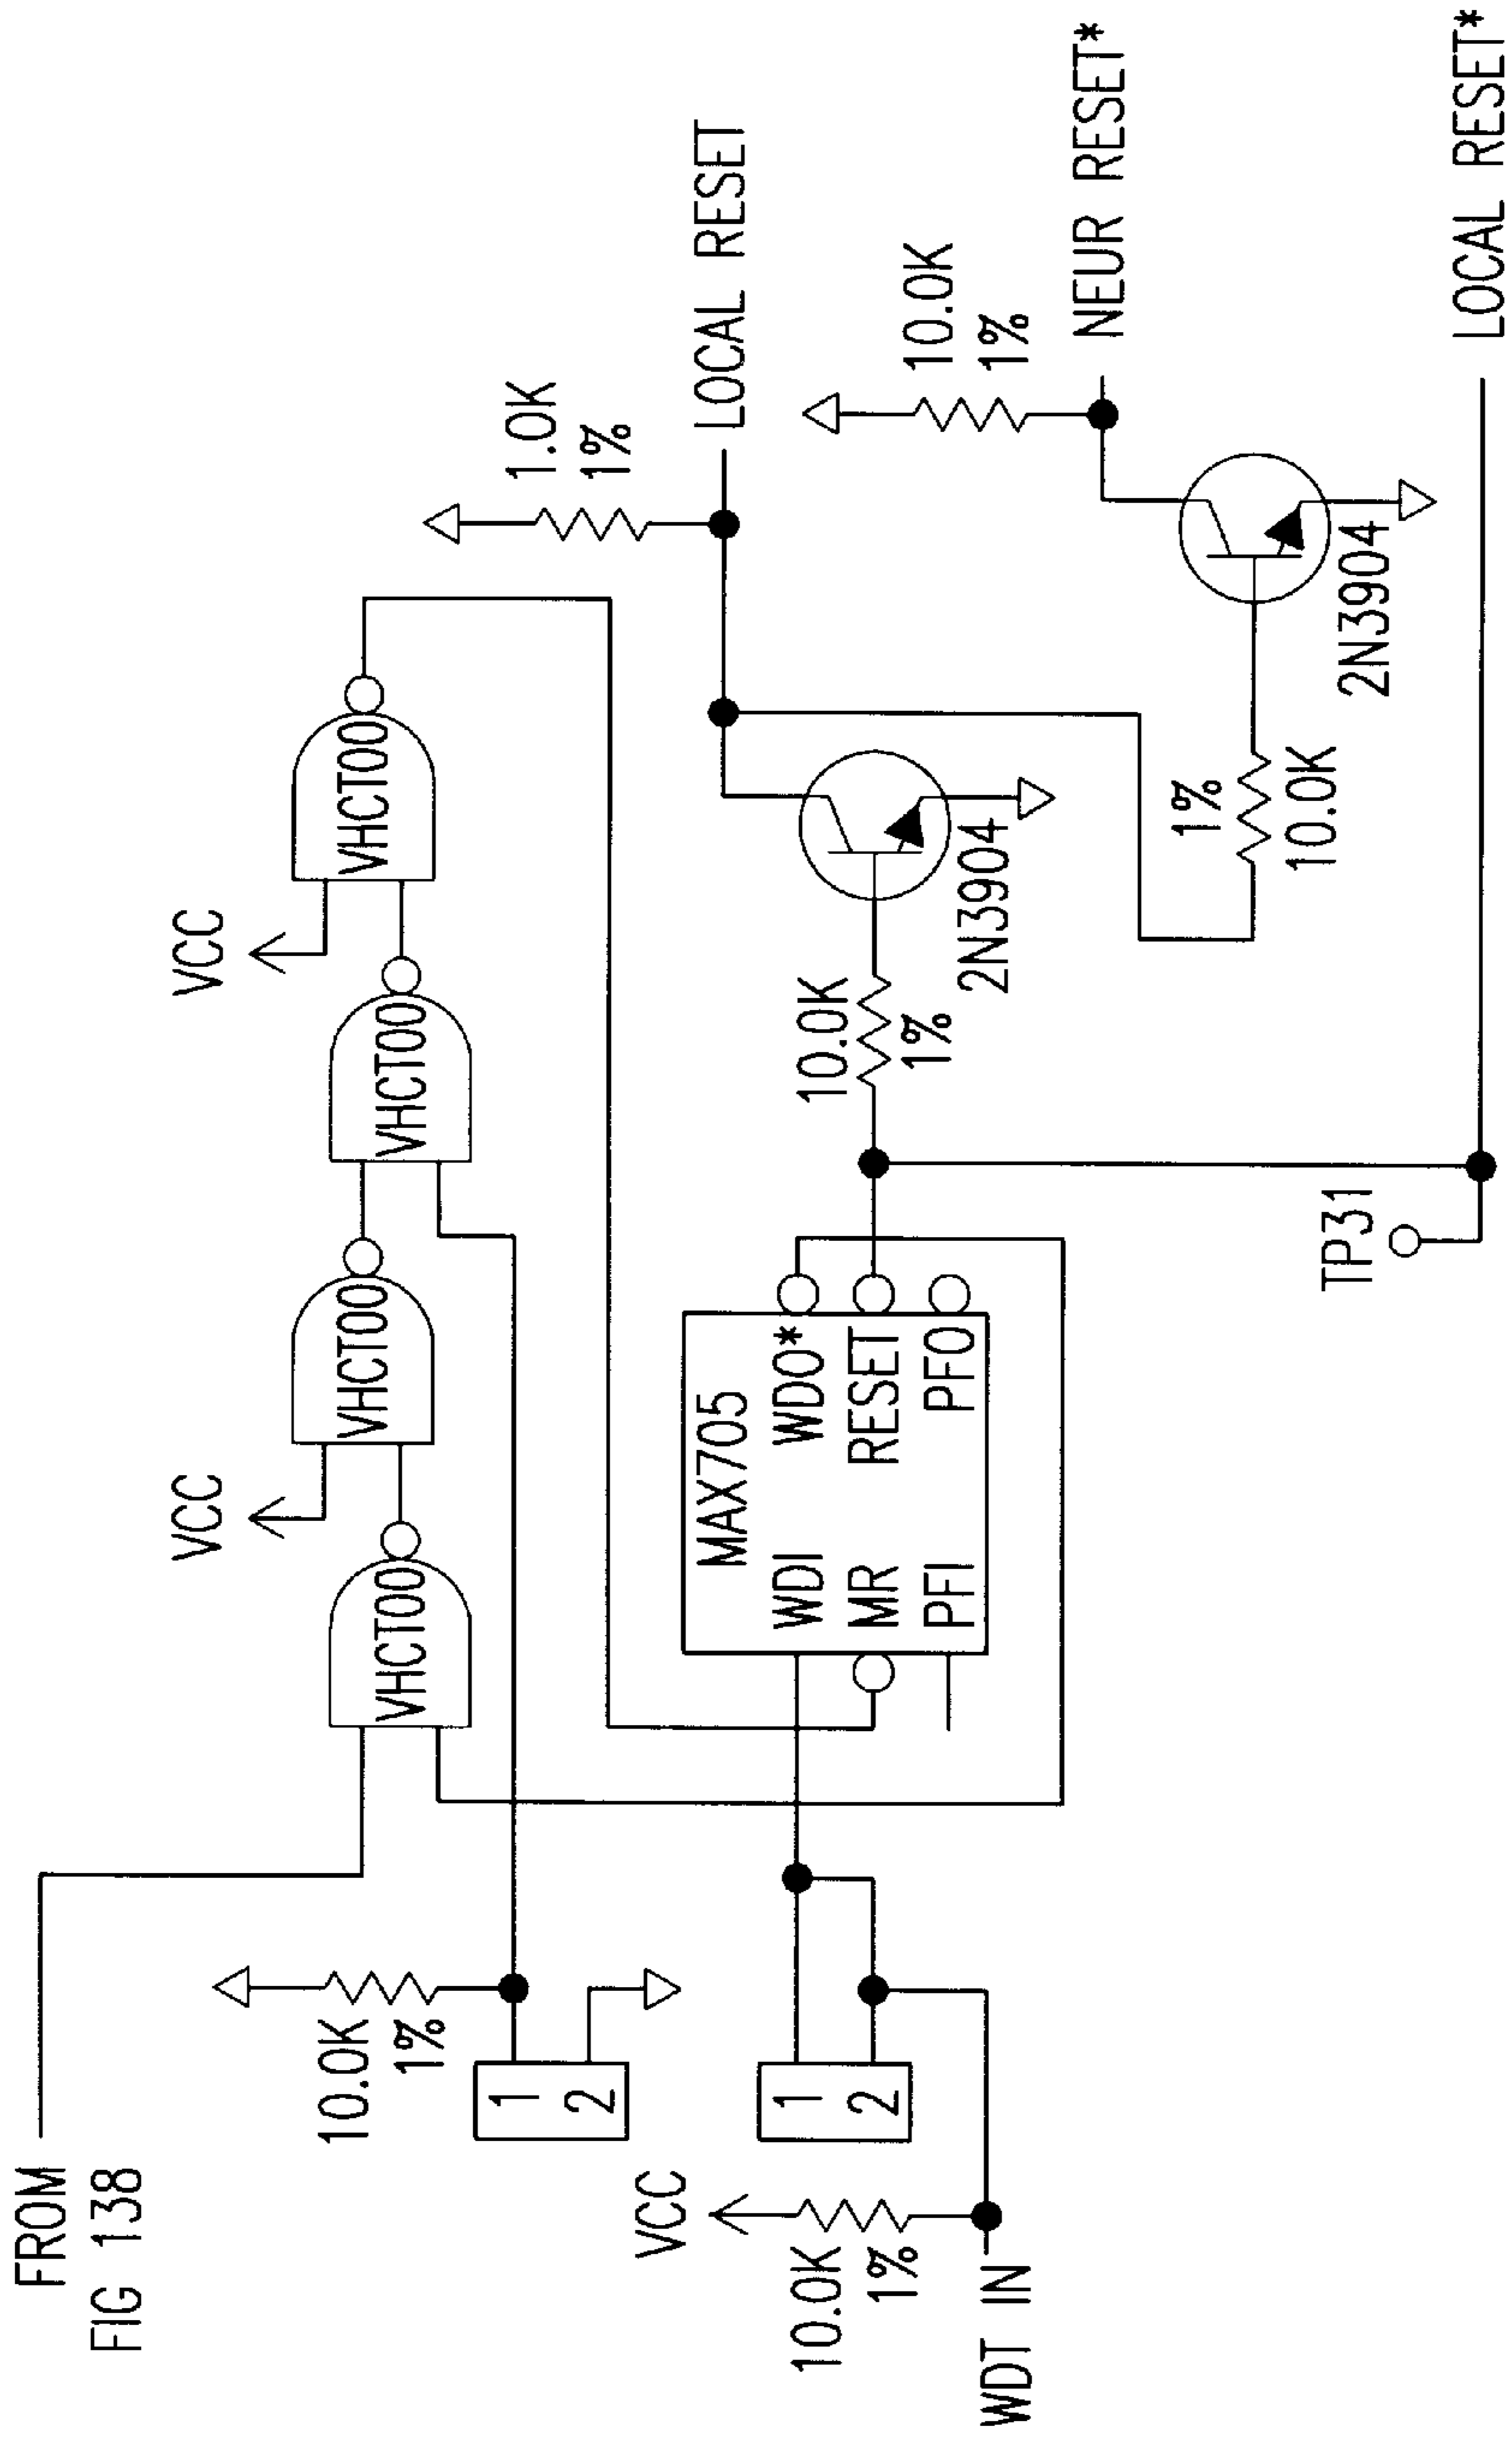 FROM
FIG 138
VCC
VCC
VHCT00
VHCT00
VHCT00
VHCT00
10.0K
1%
1
2
1.0K
1%
LOCAL RESET
VCC
10.0K
1%
WDT IN
1
2
MAX705
WDI
WDO*
MR
RESET
PFI
PFO
10.0K
1%
2N3904
10.0K
1%
NEUR RESET*
1%
10.0K
2N3904
TP31
LOCAL RESET*